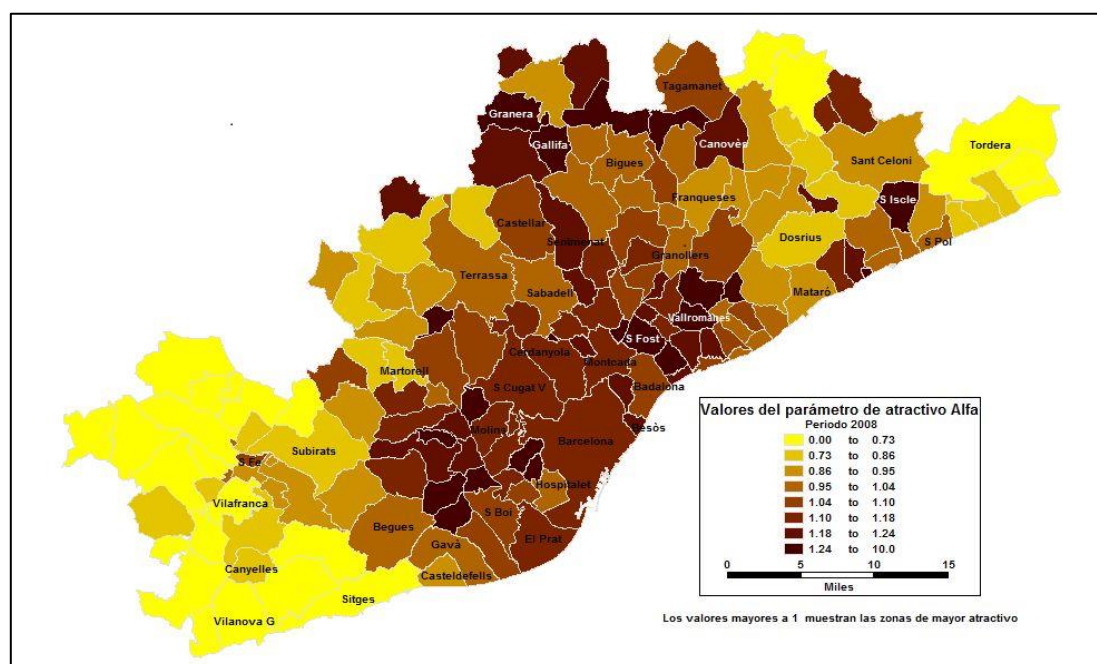 Tagamanet
Granera
Canovès
Gallifa
Bigues
Sant Celoni
Tordera
Franqueses
S Iscle
Castellar
Sentmenat
Dosrius
S Pol
Granollers
Terrassa
Sabadell
Mataró
Vallromanes
S Fost
Cerdanyola
Montcada
Martorell
S Cugat V
Badalona
Molins
Besòs
Barcelona
Subirats
S Fe
Hospitalet
Vilafranca
S Boi
Begues
El Prat
Gavà
Canyelles
Casteldefells
Sitges
Vilanova G
Valores del parámetro de atractivo Alfa
Periodo 2008
0.00 to 0.73
0.73 to 0.86
0.86 to 0.95
0.95 to 1.04
1.04 to 1.10
1.10 to 1.18
1.18 to 1.24
1.24 to 10.0
0 5 10 15
Miles
Los valores mayores a 1 muestran las zonas de mayor atractivo